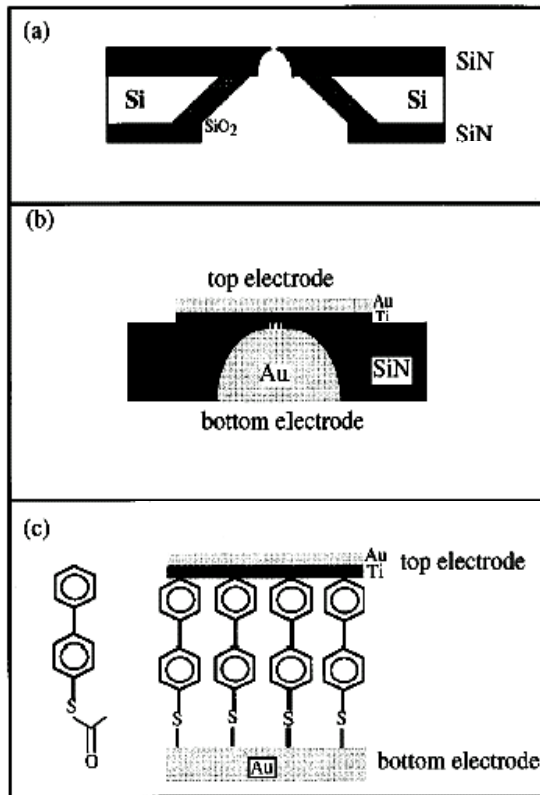 (a)
SiN
Si
Si
SiO2
SiN
(b)
top electrode
Au
Ti
Au
SiN
bottom electrode
(c)
Au
top electrode
Ti
S
O
S
S
S
S
Au
bottom electrode